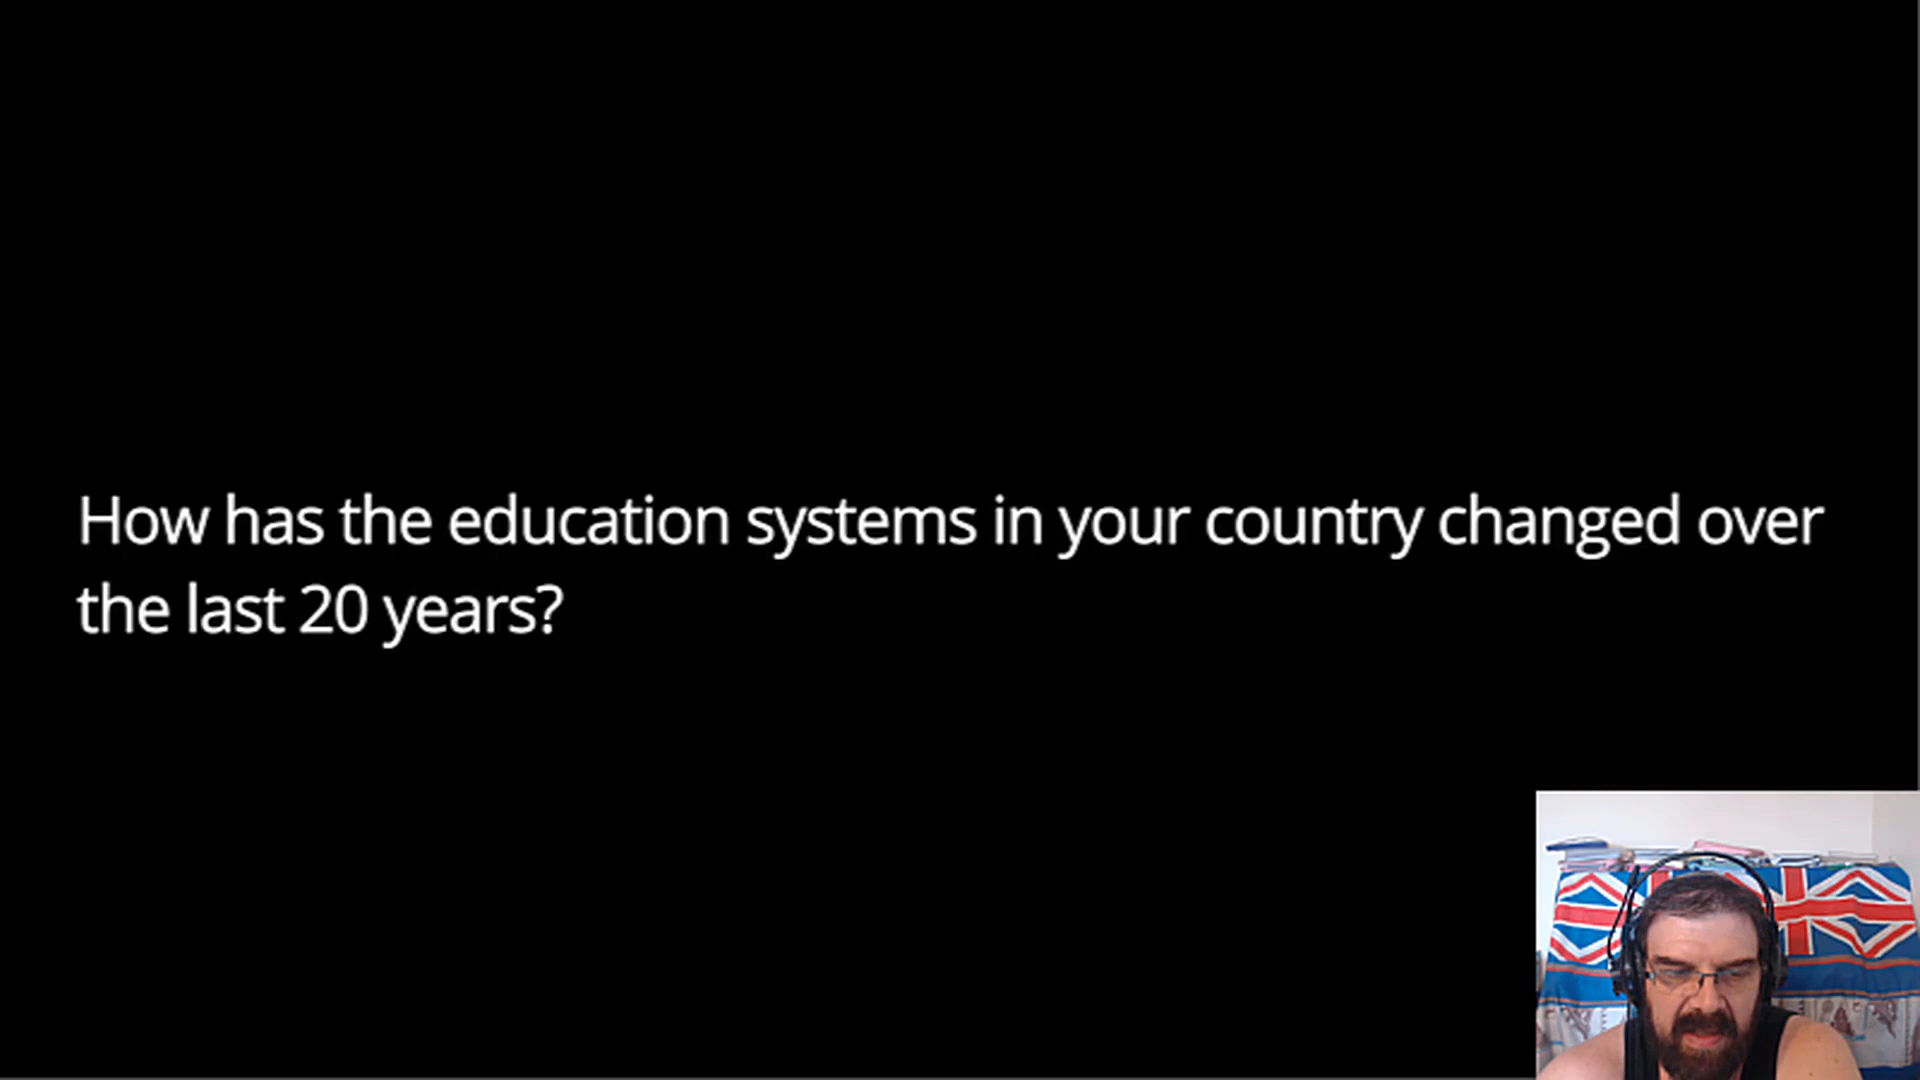 How has the education systems in your country changed over
the last 20 years?